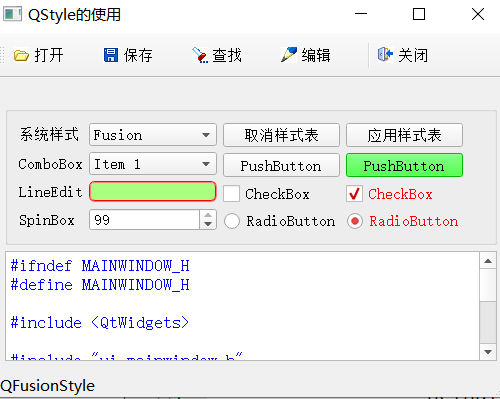 QStyle的使用
打开 保存 查找 编辑 关闭
系统样式 Fusion 取消样式表 应用样式表
ComboBox Item 1 PushButton PushButton
LineEdit CheckBox CheckBox
SpinBox 99 RadioButton RadioButton
#ifndef MAINWINDOW_H
#define MAINWINDOW_H
#include <QtWidgets>
#include "ui_mainwindow.h"
QFusionStyle